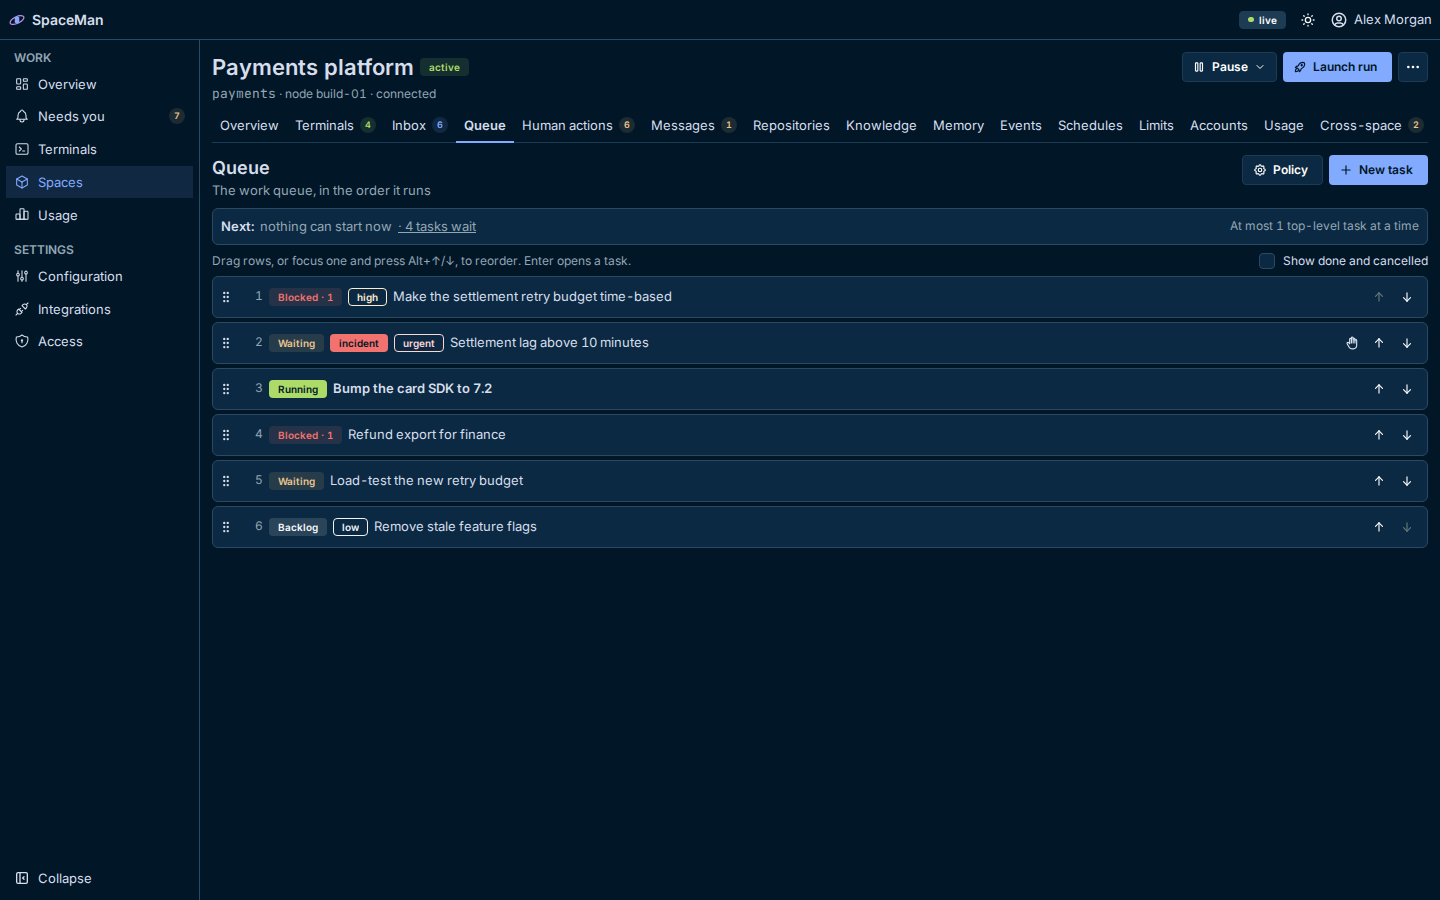 SpaceMan
live
Alex Morgan
WORK
Overview
Needs you 7
Terminals
Spaces
Usage
SETTINGS
Configuration
Integrations
Access
Collapse
Payments platform active
payments · node build-01 · connected
Pause
Launch run
Overview Terminals 4 Inbox 6 Queue Human actions 6 Messages 1 Repositories Knowledge Memory Events Schedules Limits Accounts Usage Cross-space 2
Queue
The work queue, in the order it runs
Policy
New task
Next: nothing can start now · 4 tasks wait
At most 1 top-level task at a time
Drag rows, or focus one and press Alt+↑/↓, to reorder. Enter opens a task.
Show done and cancelled
1 Blocked · 1 high Make the settlement retry budget time-based
2 Waiting incident urgent Settlement lag above 10 minutes
3 Running Bump the card SDK to 7.2
4 Blocked · 1 Refund export for finance
5 Waiting Load-test the new retry budget
6 Backlog low Remove stale feature flags